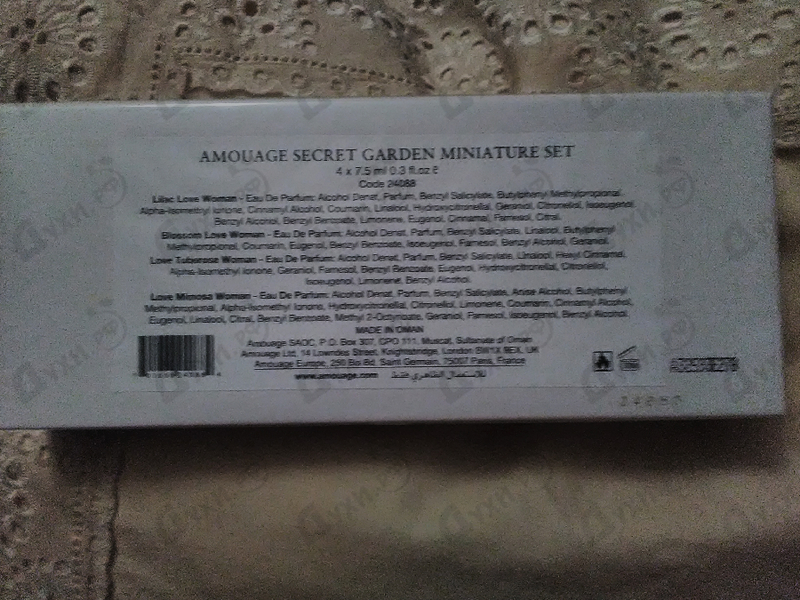 AMOUAGE SECRET GARDEN MINIATURE SET
4 x 7.5 ml 0.3 fl.oz ℮
Code 24088
Lilac Love Woman - Eau De Parfum: Alcohol Denat, Parfum, Benzyl Salicylate, Butylphenyl Methylpropional,
Alpha-Isomethyl Ionone, Cinnamyl Alcohol, Coumarin, Linalool, Hydroxycitronellal, Geraniol, Citronellol, Isoeugenol,
Benzyl Alcohol, Benzyl Benzoate, Limonene, Eugenol, Cinnamal, Farnesol, Citral.
Blossom Love Woman - Eau De Parfum: Alcohol Denat, Parfum, Benzyl Salicylate, Linalool, Butylphenyl
Methylpropional, Coumarin, Eugenol, Benzyl Benzoate, Isoeugenol, Farnesol, Benzyl Alcohol, Geraniol.
Love Tuberose Woman - Eau De Parfum: Alcohol Denat, Parfum, Benzyl Salicylate, Linalool, Hexyl Cinnamal,
Alpha-Isomethyl Ionone, Geraniol, Farnesol, Benzyl Benzoate, Eugenol, Hydroxycitronellal, Citronellol,
Isoeugenol, Limonene, Benzyl Alcohol.
Love Mimosa Woman - Eau De Parfum: Alcohol Denat, Parfum, Benzyl Salicylate, Anise Alcohol, Butylphenyl
Methylpropional, Alpha-Isomethyl Ionone, Hydroxycitronellal, Citronellol, Limonene, Coumarin, Cinnamyl Alcohol,
Eugenol, Linalool, Citral, Benzyl Benzoate, Methyl 2-Octynoate, Geraniol, Farnesol, Isoeugenol, Benzyl Alcohol.
MADE IN OMAN
Amouage SAOC, P.O. Box 307, CPO 111, Muscat, Sultanate of Oman
Amouage Ltd, 14 Lowndes Street, Knightsbridge, London SW1X 9EX, UK
Amouage Europe, 250 Bis Bd. Saint Germain, 75007 Paris, France
www.amouage.com للاستعمال الظاهري فقط
Духи.рф